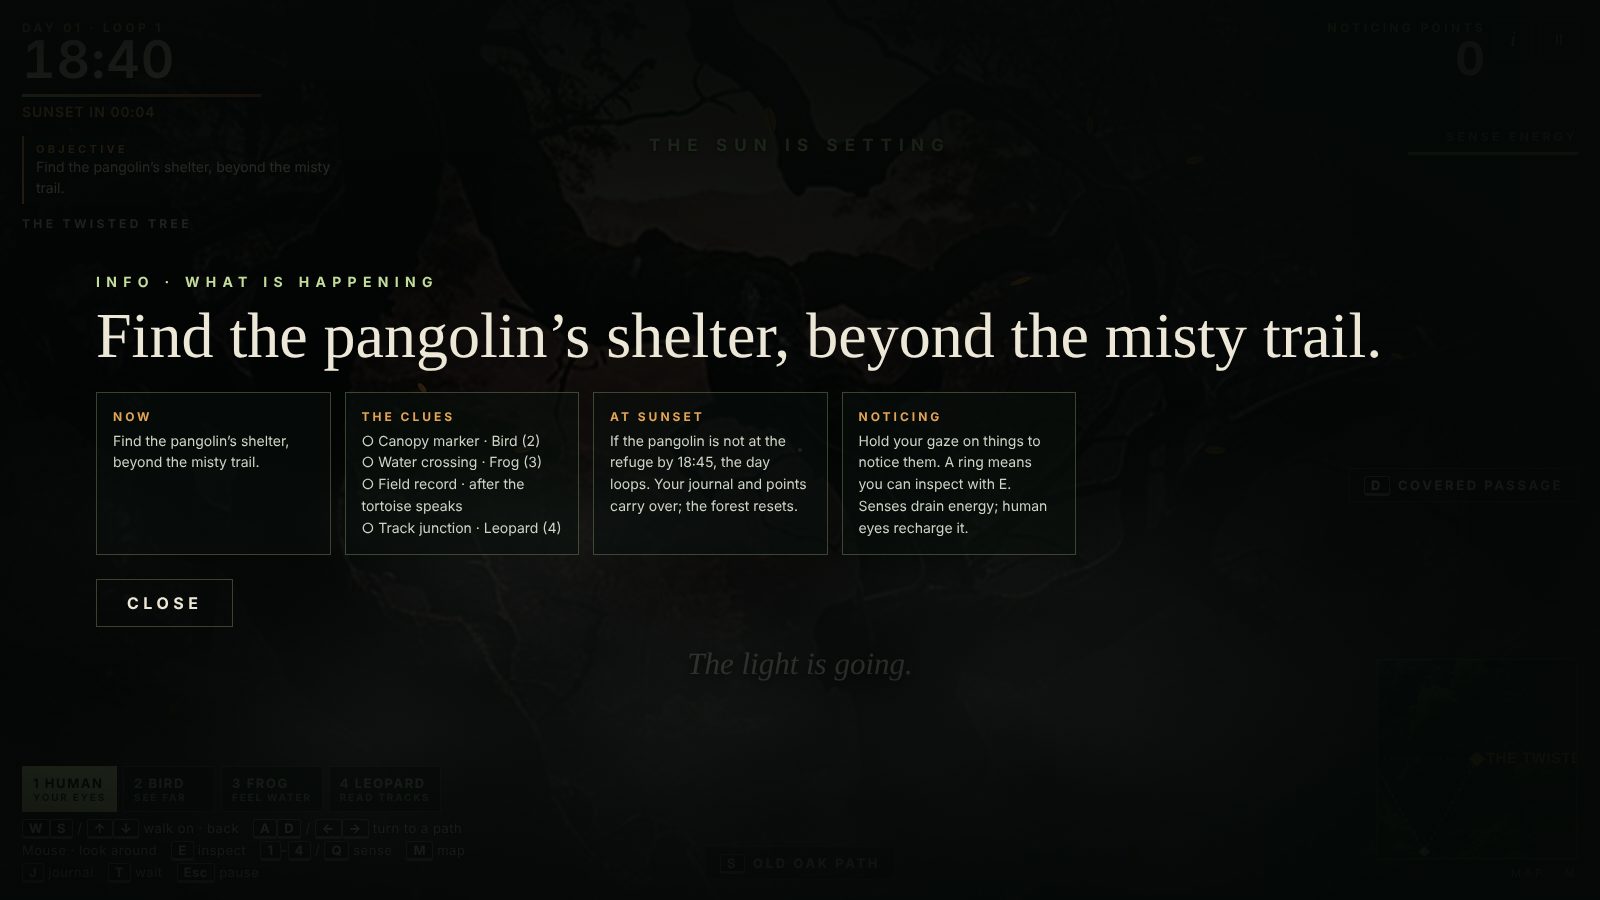 DAY 01 · LOOP 1
18:40
SUNSET IN 00:04
OBJECTIVE
Find the pangolin’s shelter, beyond the misty
trail.
THE TWISTED TREE
NOTICING POINTS
0
i
II
SENSE ENERGY
THE SUN IS SETTING
INFO · WHAT IS HAPPENING
Find the pangolin’s shelter, beyond the misty trail.
NOW
Find the pangolin’s shelter,
beyond the misty trail.
THE CLUES
○ Canopy marker · Bird (2)
○ Water crossing · Frog (3)
○ Field record · after the
tortoise speaks
○ Track junction · Leopard (4)
AT SUNSET
If the pangolin is not at the
refuge by 18:45, the day
loops. Your journal and points
carry over; the forest resets.
NOTICING
Hold your gaze on things to
notice them. A ring means
you can inspect with E.
Senses drain energy; human
eyes recharge it.
D COVERED PASSAGE
CLOSE
The light is going.
THE TWISTE
1 HUMAN
YOUR EYES
2 BIRD
SEE FAR
3 FROG
FEEL WATER
4 LEOPARD
READ TRACKS
W S / ↑ ↓ walk on · back A D / ← → turn to a path
Mouse · look around E inspect 1 - 4 / Q sense M map
J journal T wait Esc pause
S OLD OAK PATH